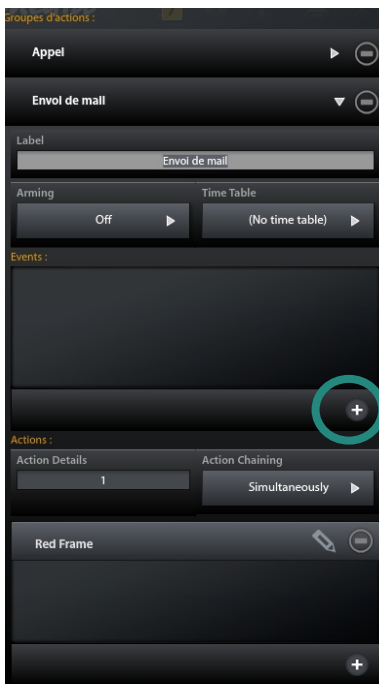 Groupes d'actions :
Appel
Envoi de mail
Label
Envoi de mail
Arming
Time Table
Off
(No time table)
Events :
Actions :
Action Details
Action Chaining
1
Simultaneously
Red Frame